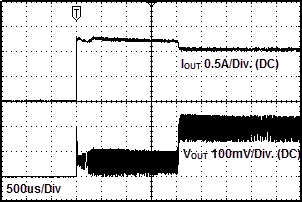 T
IOUT 0.5A/Div. (DC)
VOUT 100mV/Div. (DC)
500us/Div